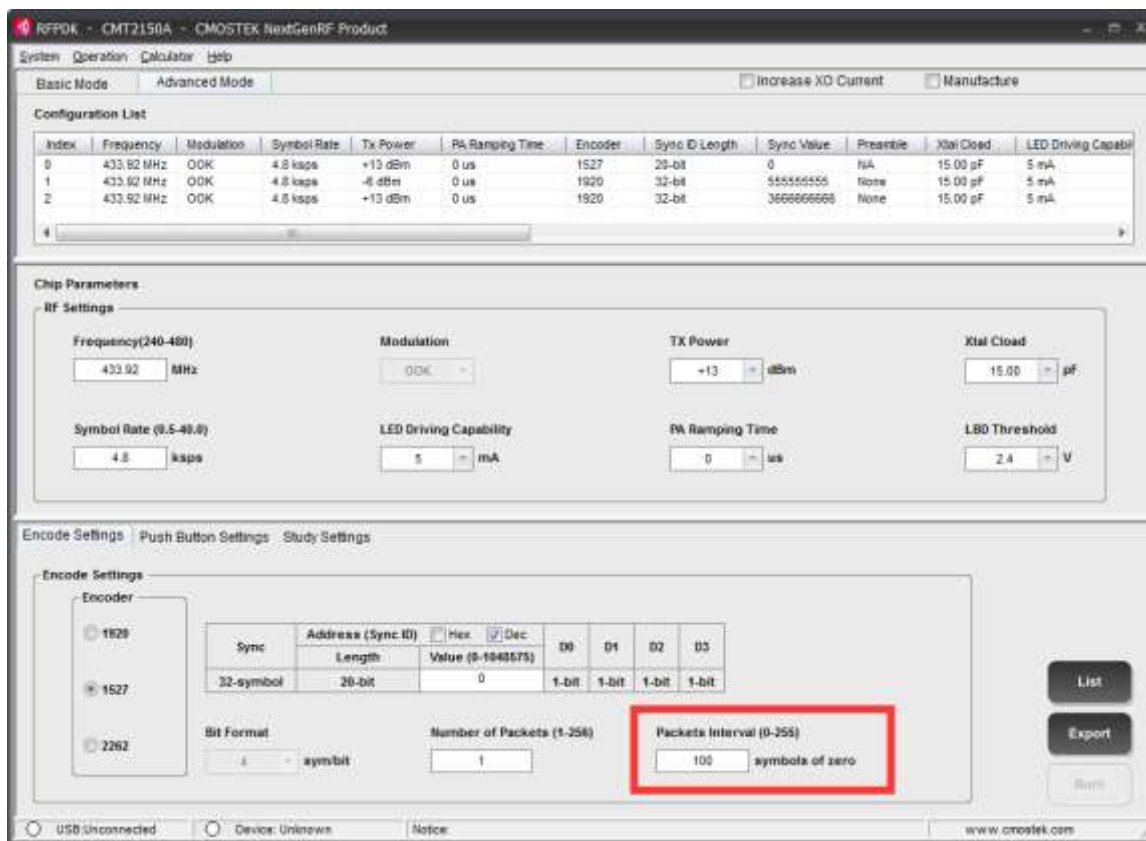 RFPDK - CMT2150A - CMOSTEK NextGenRF Product
System Operation Calculator Help
Basic Mode Advanced Mode Increase XO Current Manufacture
Configuration List
Index Frequency Modulation Symbol Rate Tx Power PA Ramping Time Encoder Sync ID Length Sync Value Preamble Xtal Cload LED Driving Capabil
0 433.92 MHz OOK 4.8 ksps +13 dBm 0 us 1527 20-bit 0 NA 15.00 pF 5 mA
1 433.92 MHz OOK 4.8 ksps -6 dBm 0 us 1920 32-bit 555555555 None 15.00 pF 5 mA
2 433.92 MHz OOK 4.8 ksps +13 dBm 0 us 1920 32-bit None 15.00 pF 5 mA
Chip Parameters
RF Settings
Frequency(240-480) Modulation TX Power Xtal Cload
433.92 MHz OOK +13 dBm 15.00 pF
Symbol Rate (0.5-40.0) LED Driving Capability PA Ramping Time LBD Threshold
4.8 ksps 5 mA 0 us 2.4 V
Encode Settings Push Button Settings Study Settings
Encode Settings
Encoder
1920
1527
2262
Sync Address (Sync ID) Hex Dec D0 D1 D2 D3
Length Value (0-1048575)
32-symbol 20-bit 0 1-bit 1-bit 1-bit 1-bit
Bit Format Number of Packets (1-256) Packets Interval (0-255)
4 sym/bit 1 100 symbols of zero
List
Export
Burn
USB:Unconnected Device: Unknown Notice: www.cmostek.com